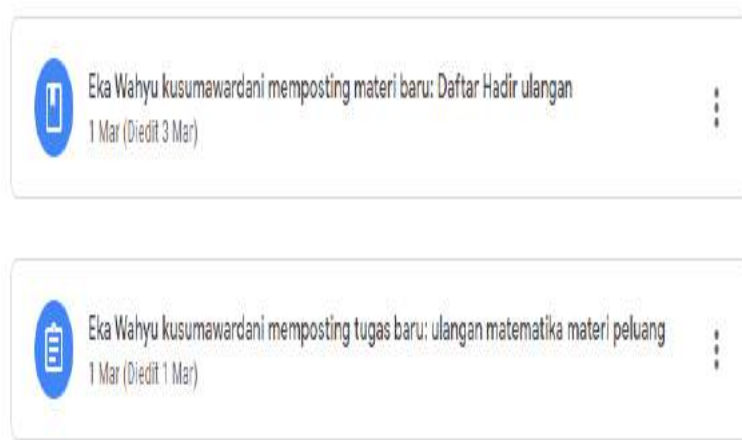 Eka Wahyu kusumawardani memposting materi baru: Daftar Hadir ulangan
1 Mar (Diedit 3 Mar)
Eka Wahyu kusumawardani memposting tugas baru: ulangan matematika materi peluang
1 Mar (Diedit 1 Mar)